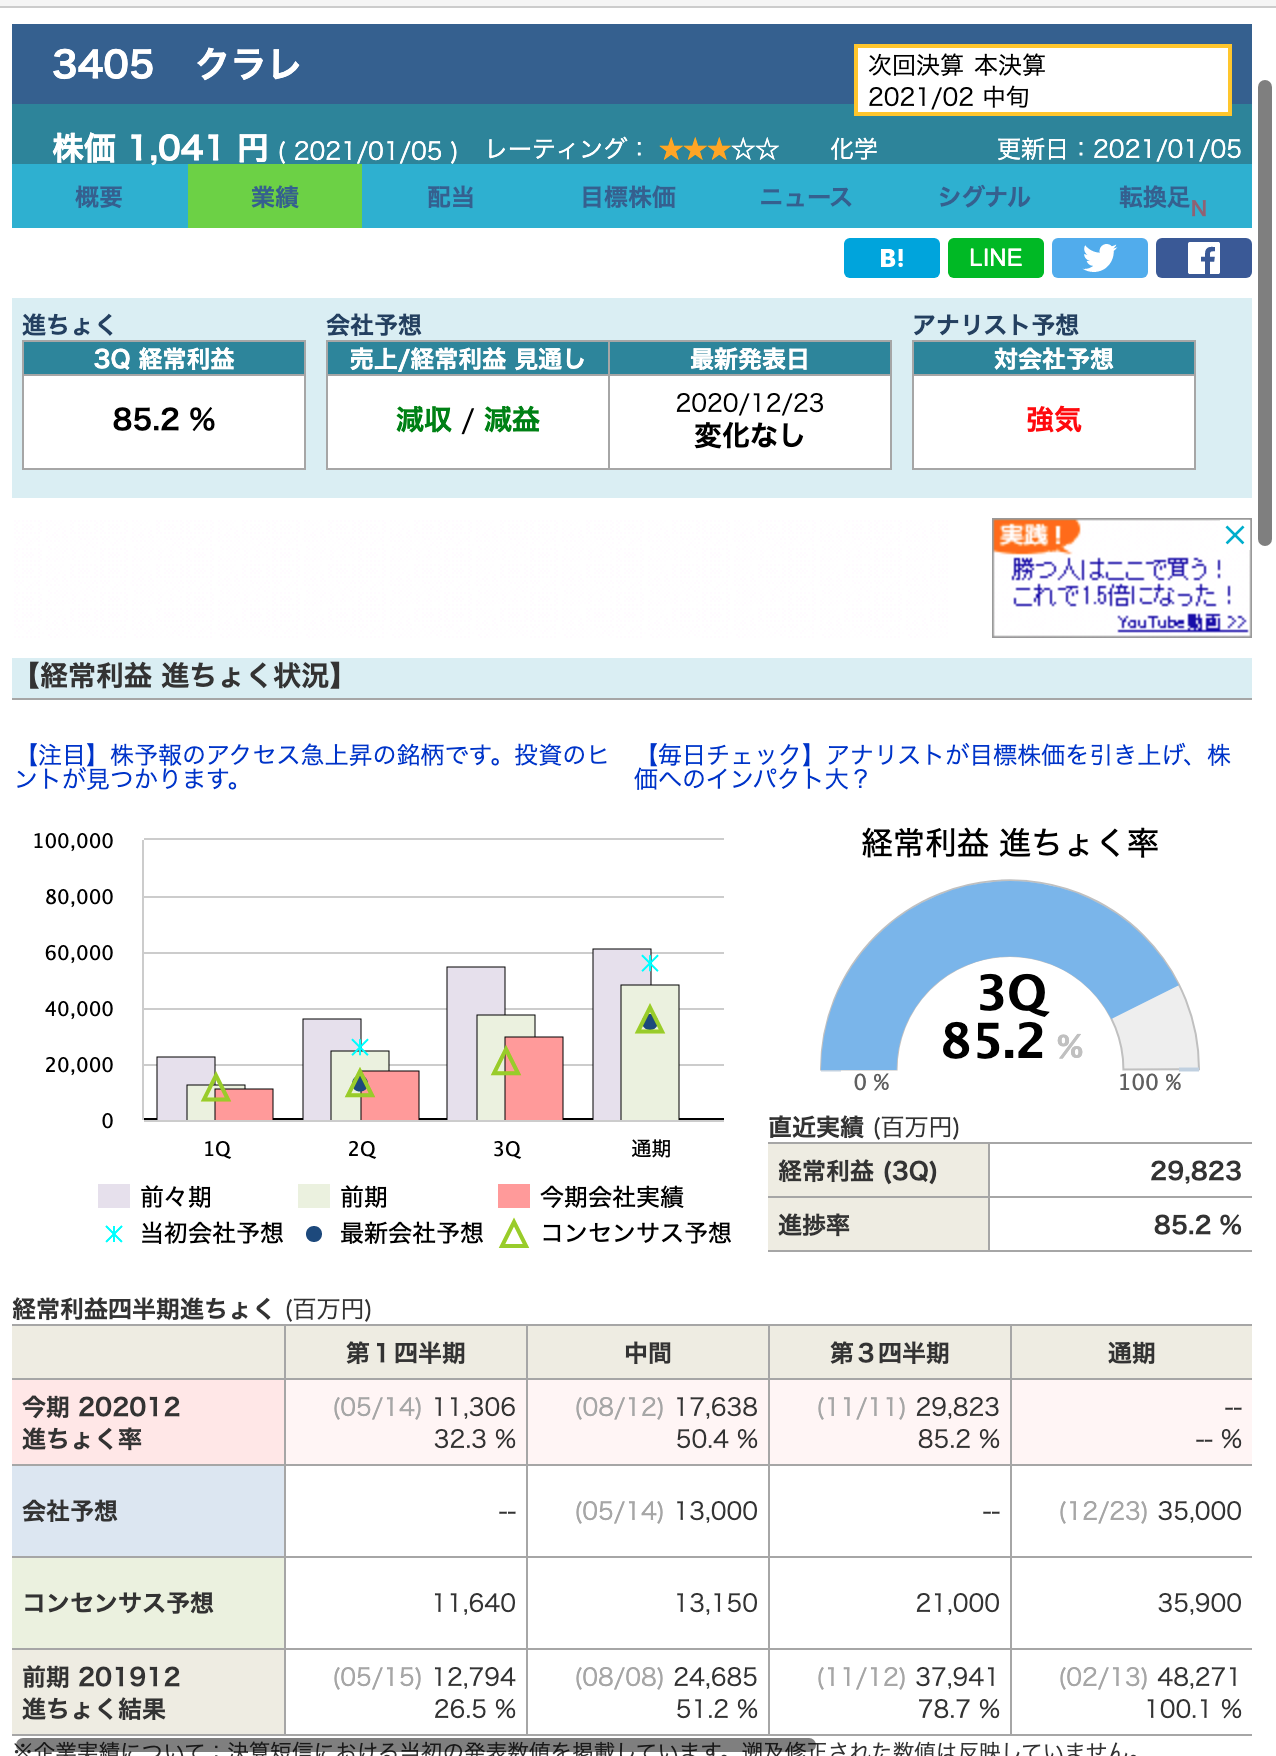 3405 クラレ
次回決算 本決算
2021/02 中旬
株価 1,041 円 ( 2021/01/05 ) レーティング： ★★★☆☆ 化学 更新日：2021/01/05
概要 業績 配当 目標株価 ニュース シグナル 転換足N
B! LINE
進ちょく 会社予想 アナリスト予想
3Q 経常利益 売上/経常利益 見通し 最新発表日 対会社予想
85.2 % 減収 / 減益 2020/12/23 強気
変化なし
実践！
勝つ人はここで買う！
これで1.5倍になった！
YouTube動画 >>
【経常利益 進ちょく状況】
【注目】株予報のアクセス急上昇の銘柄です。投資のヒ
ントが見つかります。
【毎日チェック】アナリストが目標株価を引き上げ、株
価へのインパクト大？
100,000
80,000
60,000
40,000
20,000
0
1Q 2Q 3Q 通期
前々期 前期 今期会社実績
当初会社予想 最新会社予想 コンセンサス予想
経常利益 進ちょく率
3Q
85.2 %
0 % 100 %
直近実績 (百万円)
経常利益 (3Q) 29,823
進捗率 85.2 %
経常利益四半期進ちょく (百万円)
第１四半期 中間 第３四半期 通期
今期 202012 (05/14) 11,306 (08/12) 17,638 (11/11) 29,823 --
進ちょく率 32.3 % 50.4 % 85.2 % -- %
会社予想 -- (05/14) 13,000 -- (12/23) 35,000
コンセンサス予想 11,640 13,150 21,000 35,900
前期 201912 (05/15) 12,794 (08/08) 24,685 (11/12) 37,941 (02/13) 48,271
進ちょく結果 26.5 % 51.2 % 78.7 % 100.1 %
※企業実績について：決算短信における当初の発表数値を掲載しています。遡及修正された数値は反映していません。